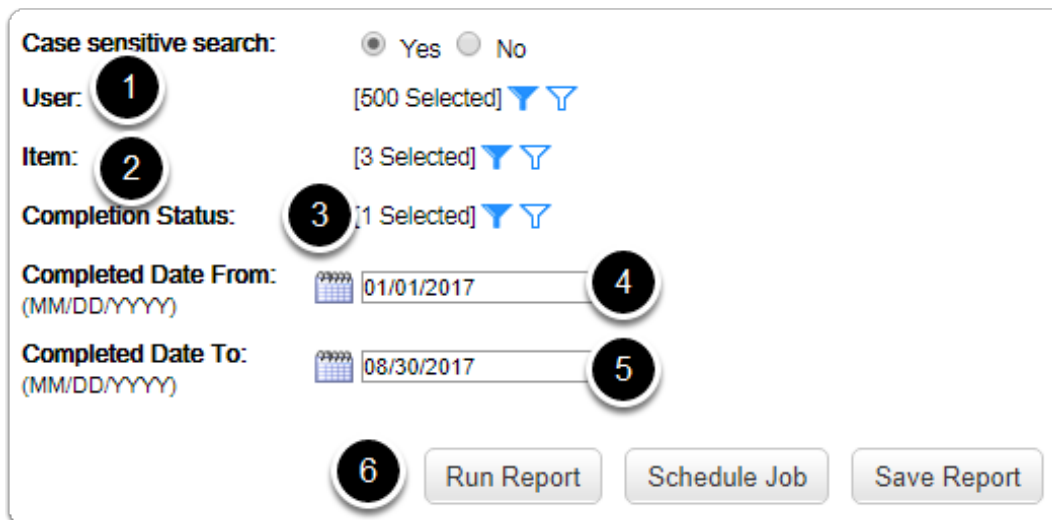 Case sensitive search: Yes No
1
User: [500 Selected]
2
Item: [3 Selected]
Completion Status: 3 [1 Selected]
Completed Date From: 01/01/2017 4
(MM/DD/YYYY)
Completed Date To: 08/30/2017 5
(MM/DD/YYYY)
6 Run Report Schedule Job Save Report